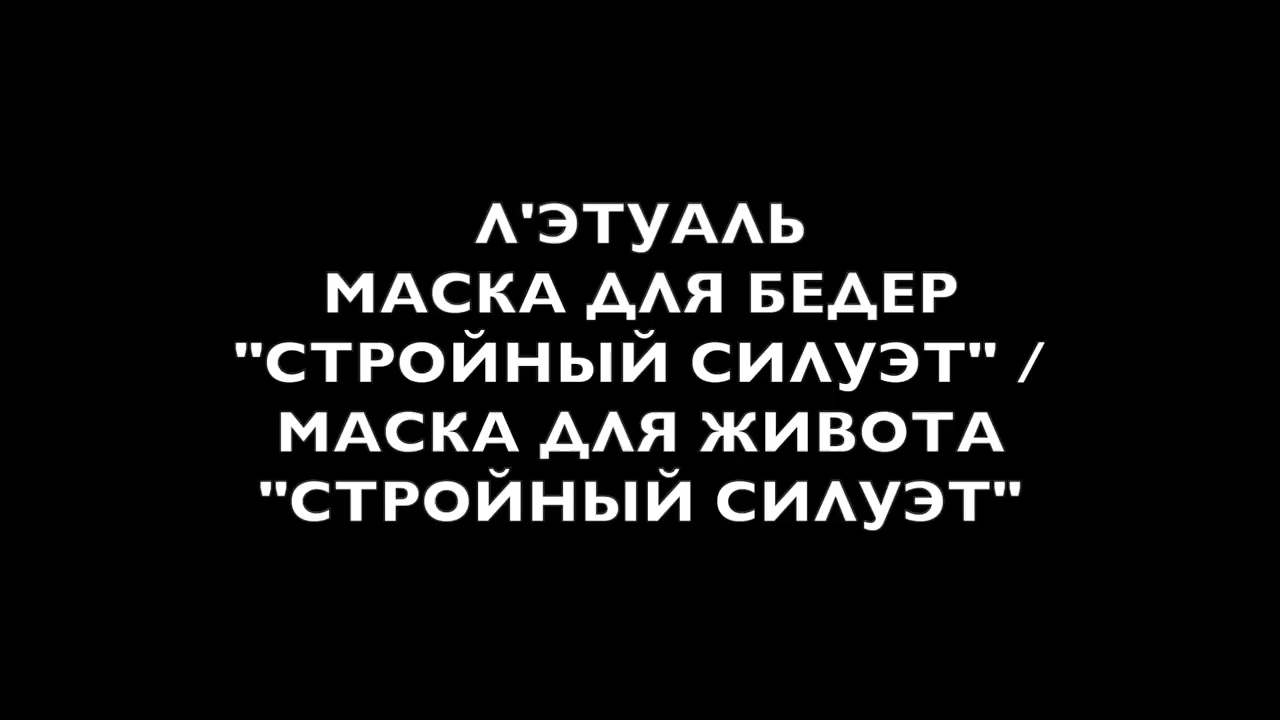 Л'ЭТУАЛЬ
МАСКА ДЛЯ БЕДЕР
"СТРОЙНЫЙ СИЛУЭТ" /
МАСКА ДЛЯ ЖИВОТА
"СТРОЙНЫЙ СИЛУЭТ"